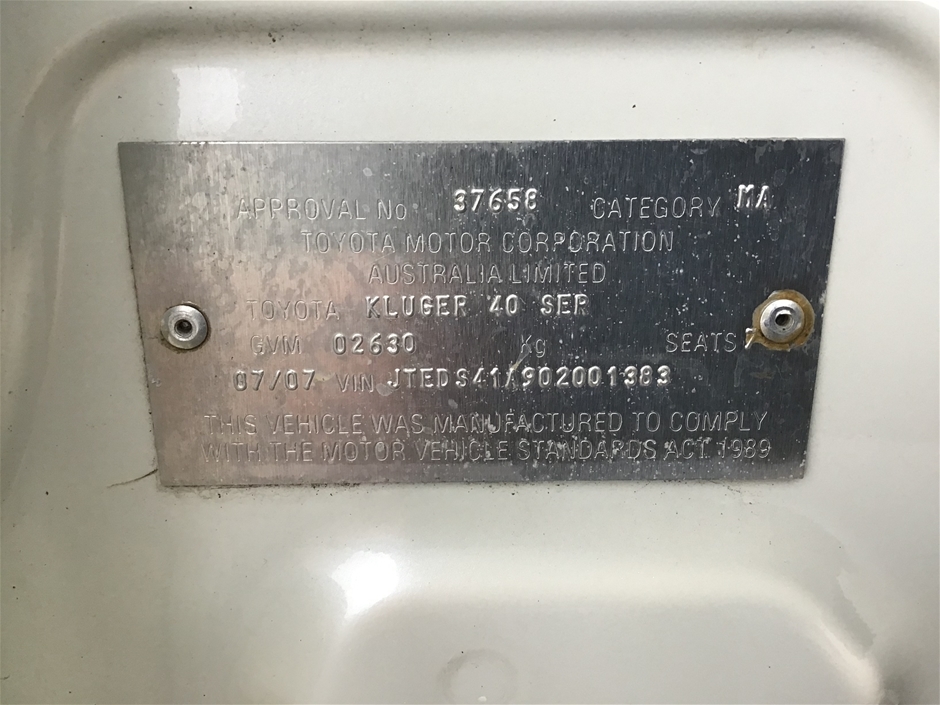 APPROVAL No 37658 CATEGORY MA
TOYOTA MOTOR CORPORATION
AUSTRALIA LIMITED
TOYOTA KLUGER 40 SER
GVM 02630 Kg SEATS 7
07/07 VIN JTEDS41A902001383
THIS VEHICLE WAS MANUFACTURED TO COMPLY
WITH THE MOTOR VEHICLE STANDARDS ACT 1989